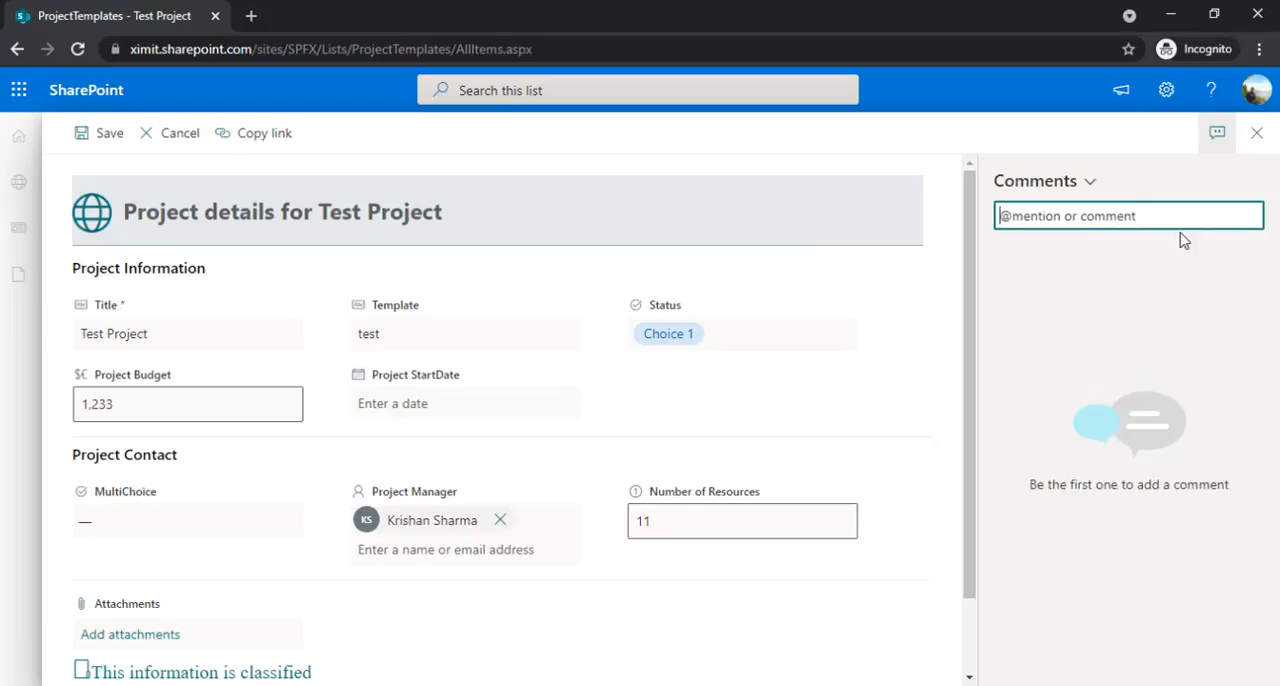 ProjectTemplates - Test Project
ximit.sharepoint.com/sites/SPFX/Lists/ProjectTemplates/AllItems.aspx
Incognito
SharePoint
Search this list
Save Cancel Copy link
Project details for Test Project
Project Information
Title * Template Status
Test Project test Choice 1
Project Budget Project StartDate
1,233 Enter a date
Project Contact
MultiChoice Project Manager Number of Resources
— KS Krishan Sharma 11
Enter a name or email address
Attachments
Add attachments
This information is classified
Comments
@mention or comment
Be the first one to add a comment